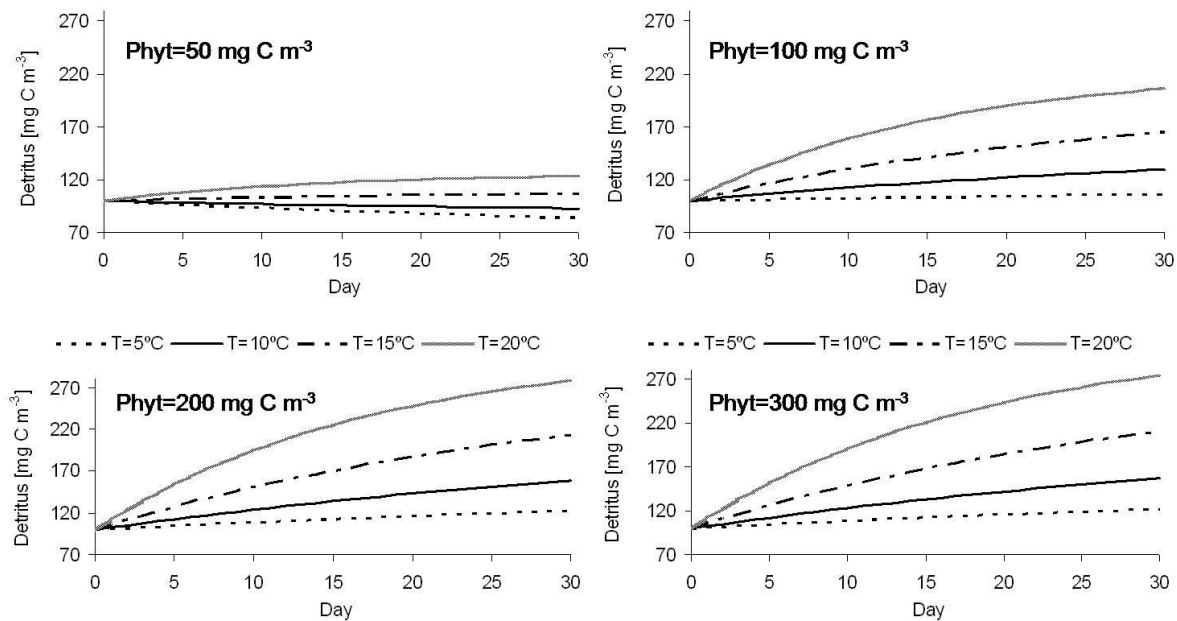 Phyt=50 mg C m-3
Detritus [mg C m-3]
270
220
170
120
70
0 5 10 15 20 25 30
Day
Phyt=100 mg C m-3
Detritus [mg C m-3]
270
220
170
120
70
0 5 10 15 20 25 30
Day
T=5ºC T=10ºC T=15ºC T=20ºC
T=5ºC T=10ºC T=15ºC T=20ºC
Phyt=200 mg C m-3
Detritus [mg C m-3]
270
220
170
120
70
0 5 10 15 20 25 30
Day
Phyt=300 mg C m-3
Detritus [mg C m-3]
270
220
170
120
70
0 5 10 15 20 25 30
Day